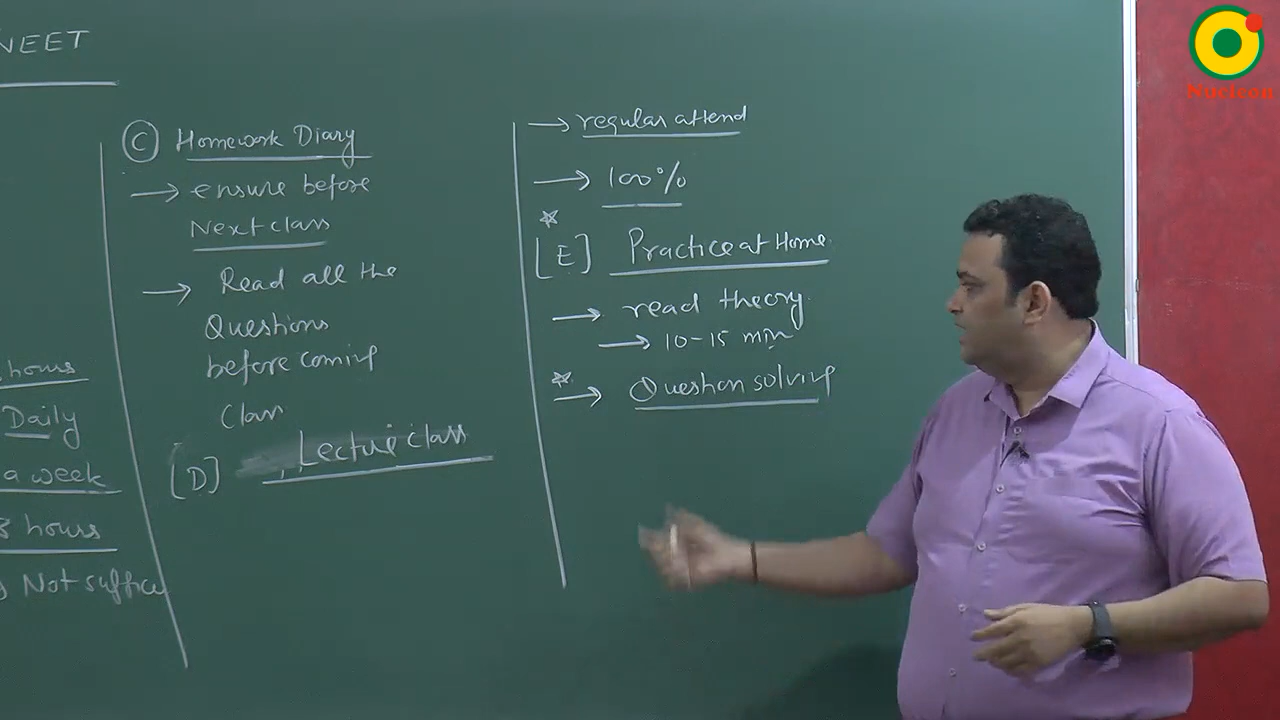 NEET
hours
Daily
a week
hours
Not suffice
C Homework Diary
→ ensure before
Next class
→ Read all the
Questions
before coming
class
[D] Lecture class
→ regular attend
→ 100%
☆
[E] Practice at Home
→ read theory
→ 10-15 min
☆
→ Question solving
Nucleon